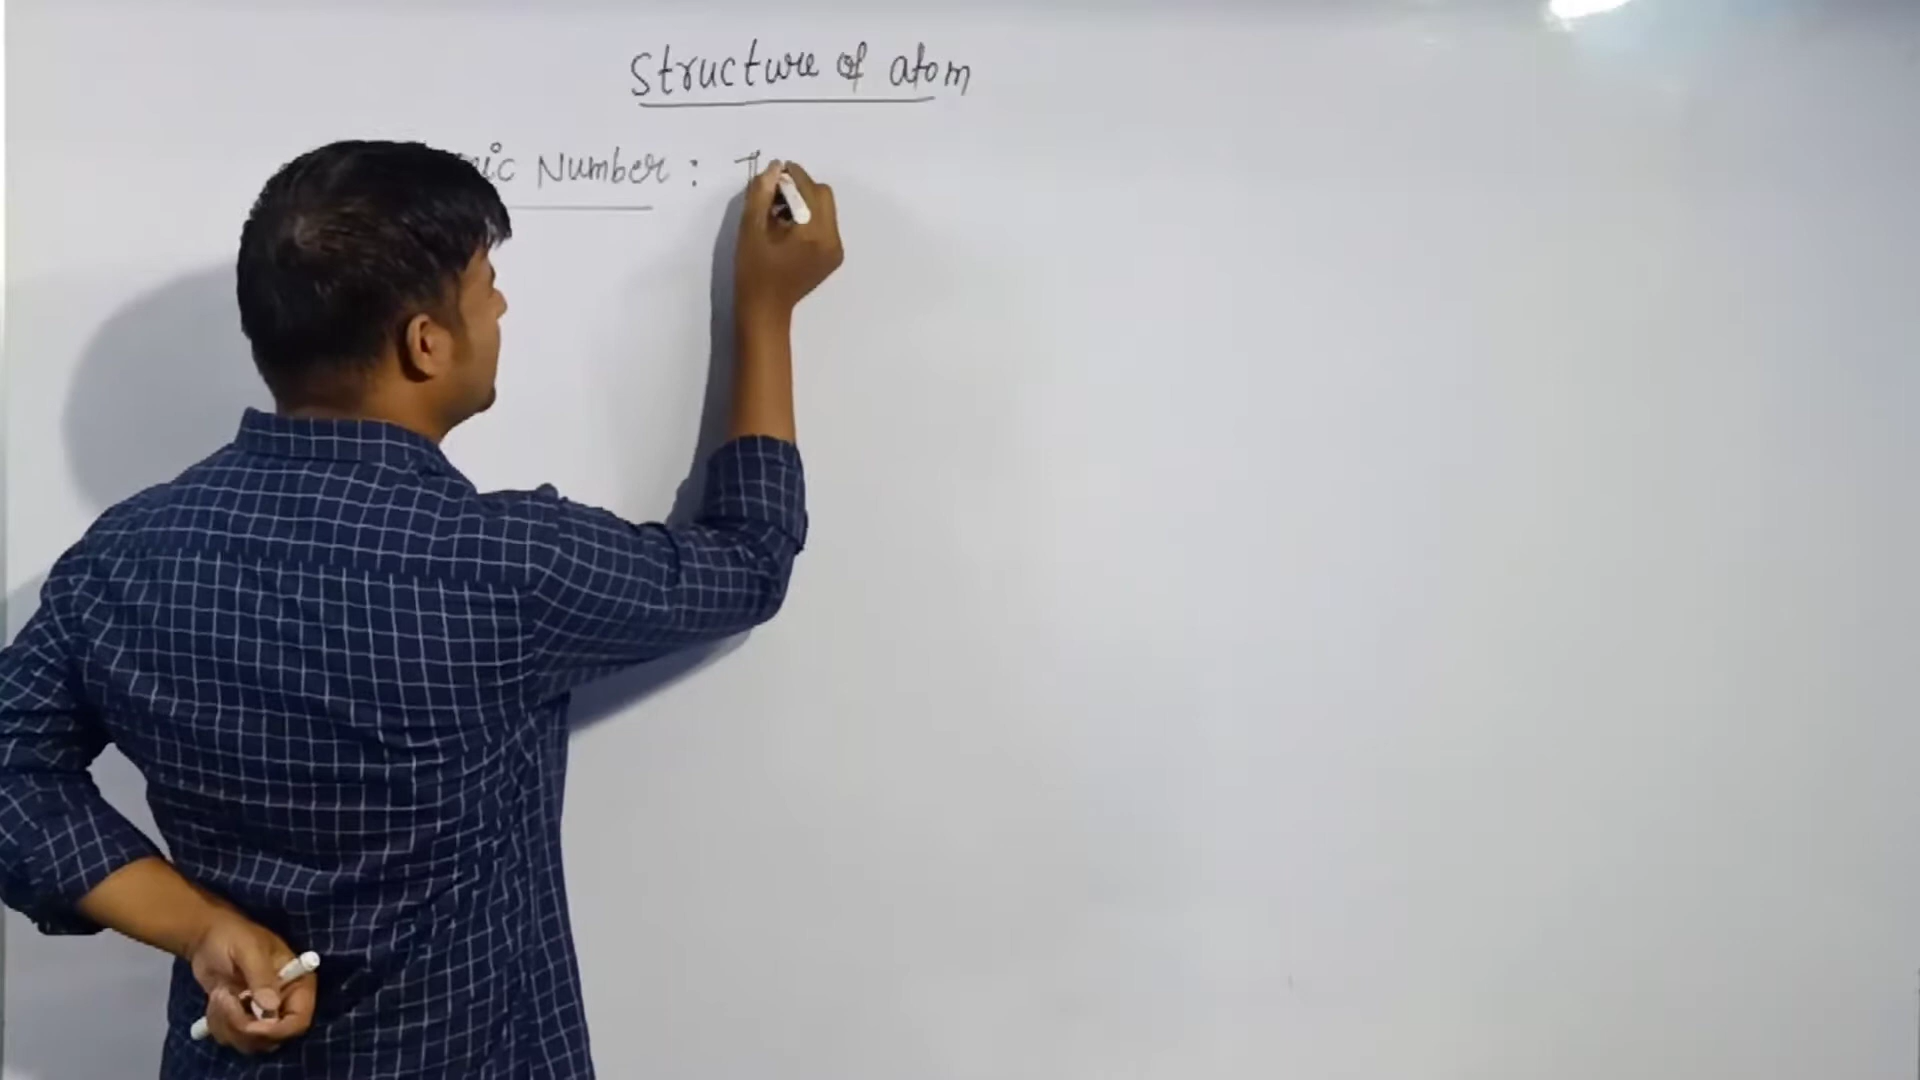 Structure of atom
Number :